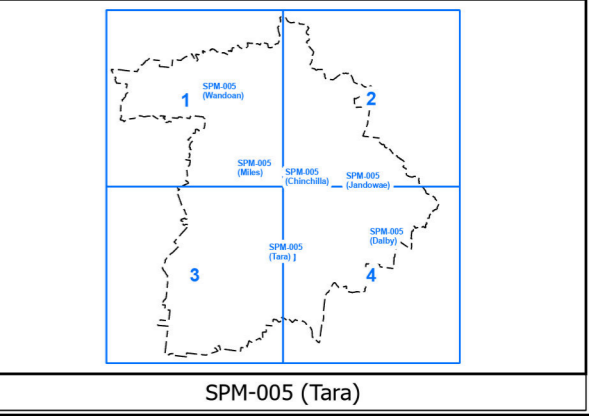 SPM-005
(Wandoan)
1
2
SPM-005
(Miles)
SPM-005
(Chinchilla)
SPM-005
(Jandowae)
SPM-005
(Dalby)
SPM-005
(Tara)
3
4
SPM-005 (Tara)